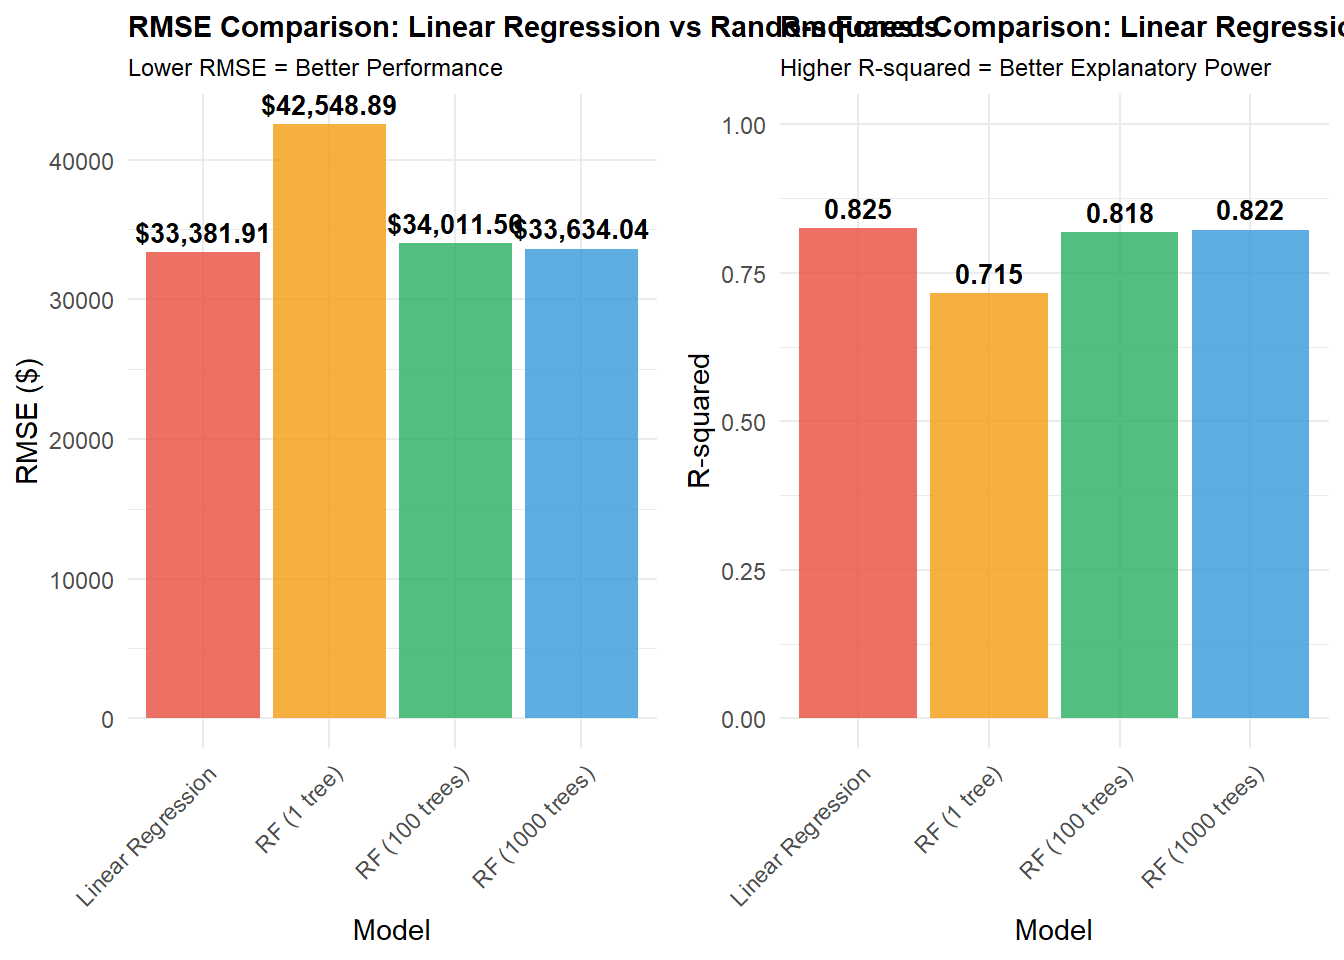 RMSE Comparison: Linear Regression vs Random Forests
Lower RMSE = Better Performance
RMSE ($)
40000
30000
20000
10000
0
$33,381.91
$42,548.89
$34,011.56
$33,634.04
Linear Regression
RF (1 tree)
RF (100 trees)
RF (1000 trees)
Model
R-squared Comparison: Linear Regressio
Higher R-squared = Better Explanatory Power
R-squared
1.00
0.75
0.50
0.25
0.00
0.825
0.715
0.818
0.822
Linear Regression
RF (1 tree)
RF (100 trees)
RF (1000 trees)
Model